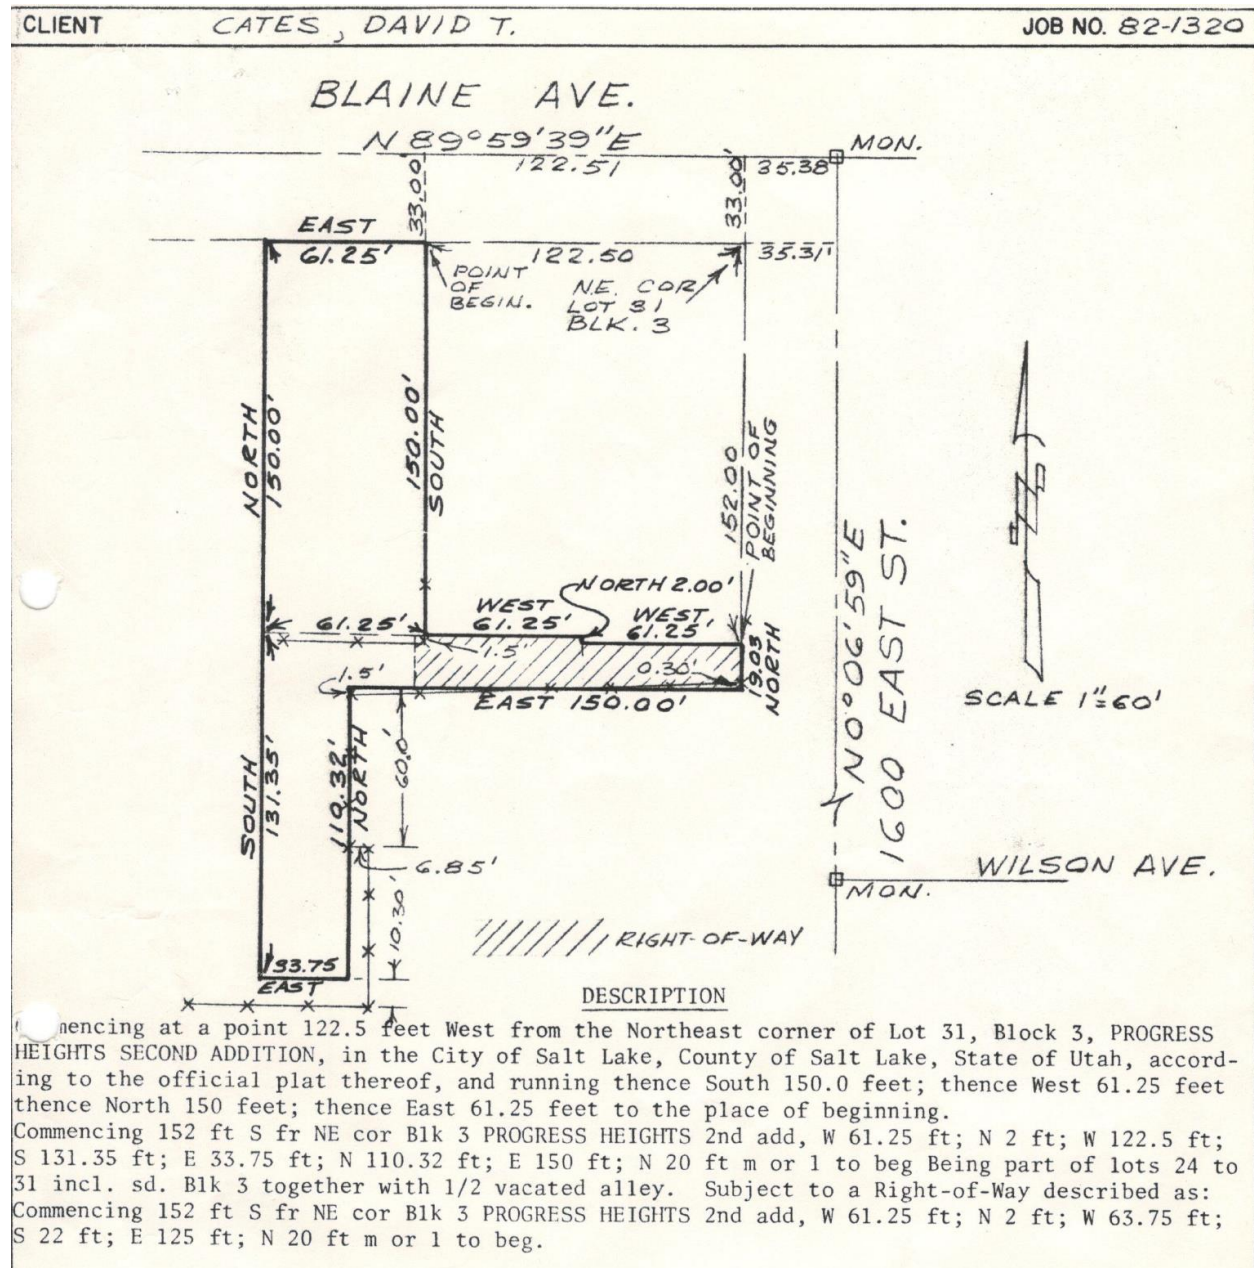 CLIENT CATES, DAVID T. JOB NO. 82-1320
BLAINE AVE.
N 89°59'39"E
MON.
122.51
35.38
33.00'
33.00'
EAST
61.25'
122.50
35.31'
POINT
OF
BEGIN.
N.E. COR
LOT 31
BLK. 3
NORTH
150.00'
150.00'
SOUTH
152.00
POINT OF
BEGINNING
N0°06'59"E
1600 EAST ST.
NORTH 2.00'
WEST
61.25'
WEST
61.25'
61.25'
1.5'
1.5'
0.30'
19.03
NORTH
EAST 150.00'
SCALE 1"=60'
SOUTH
131.35'
110.32'
NORTH
60.0'
6.85'
10.30'
WILSON AVE.
MON.
RIGHT-OF-WAY
33.75
EAST
DESCRIPTION
mencing at a point 122.5 feet West from the Northeast corner of Lot 31, Block 3, PROGRESS
HEIGHTS SECOND ADDITION, in the City of Salt Lake, County of Salt Lake, State of Utah, accord-
ing to the official plat thereof, and running thence South 150.0 feet; thence West 61.25 feet
thence North 150 feet; thence East 61.25 feet to the place of beginning.
Commencing 152 ft S fr NE cor Blk 3 PROGRESS HEIGHTS 2nd add, W 61.25 ft; N 2 ft; W 122.5 ft;
S 131.35 ft; E 33.75 ft; N 110.32 ft; E 150 ft; N 20 ft m or l to beg Being part of lots 24 to
31 incl. sd. Blk 3 together with 1/2 vacated alley. Subject to a Right-of-Way described as:
Commencing 152 ft S fr NE cor Blk 3 PROGRESS HEIGHTS 2nd add, W 61.25 ft; N 2 ft; W 63.75 ft;
S 22 ft; E 125 ft; N 20 ft m or l to beg.